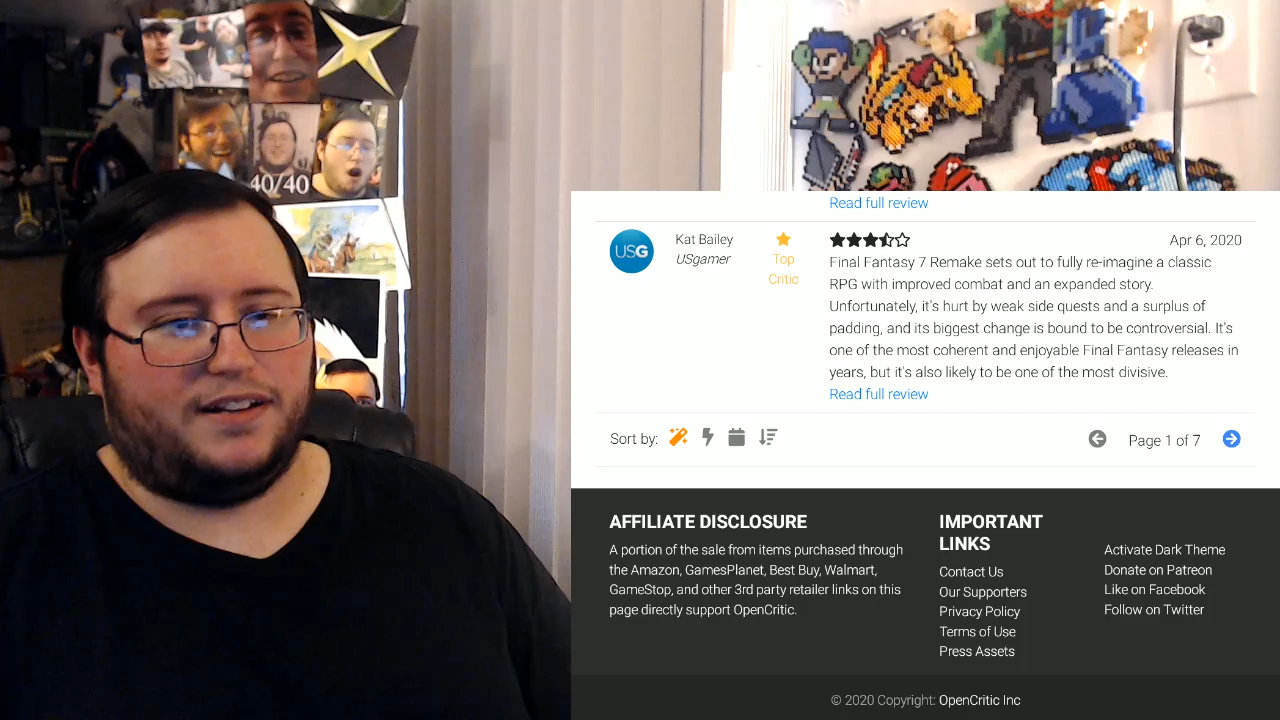 40/40
Read full review
USG
Kat Bailey
USgamer
Top
Critic
Apr 6, 2020
Final Fantasy 7 Remake sets out to fully re-imagine a classic
RPG with improved combat and an expanded story.
Unfortunately, it's hurt by weak side quests and a surplus of
padding, and its biggest change is bound to be controversial. It's
one of the most coherent and enjoyable Final Fantasy releases in
years, but it's also likely to be one of the most divisive.
Read full review
Sort by:
Page 1 of 7
AFFILIATE DISCLOSURE
A portion of the sale from items purchased through
the Amazon, GamesPlanet, Best Buy, Walmart,
GameStop, and other 3rd party retailer links on this
page directly support OpenCritic.
IMPORTANT
LINKS
Contact Us
Our Supporters
Privacy Policy
Terms of Use
Press Assets
Activate Dark Theme
Donate on Patreon
Like on Facebook
Follow on Twitter
© 2020 Copyright: OpenCritic Inc